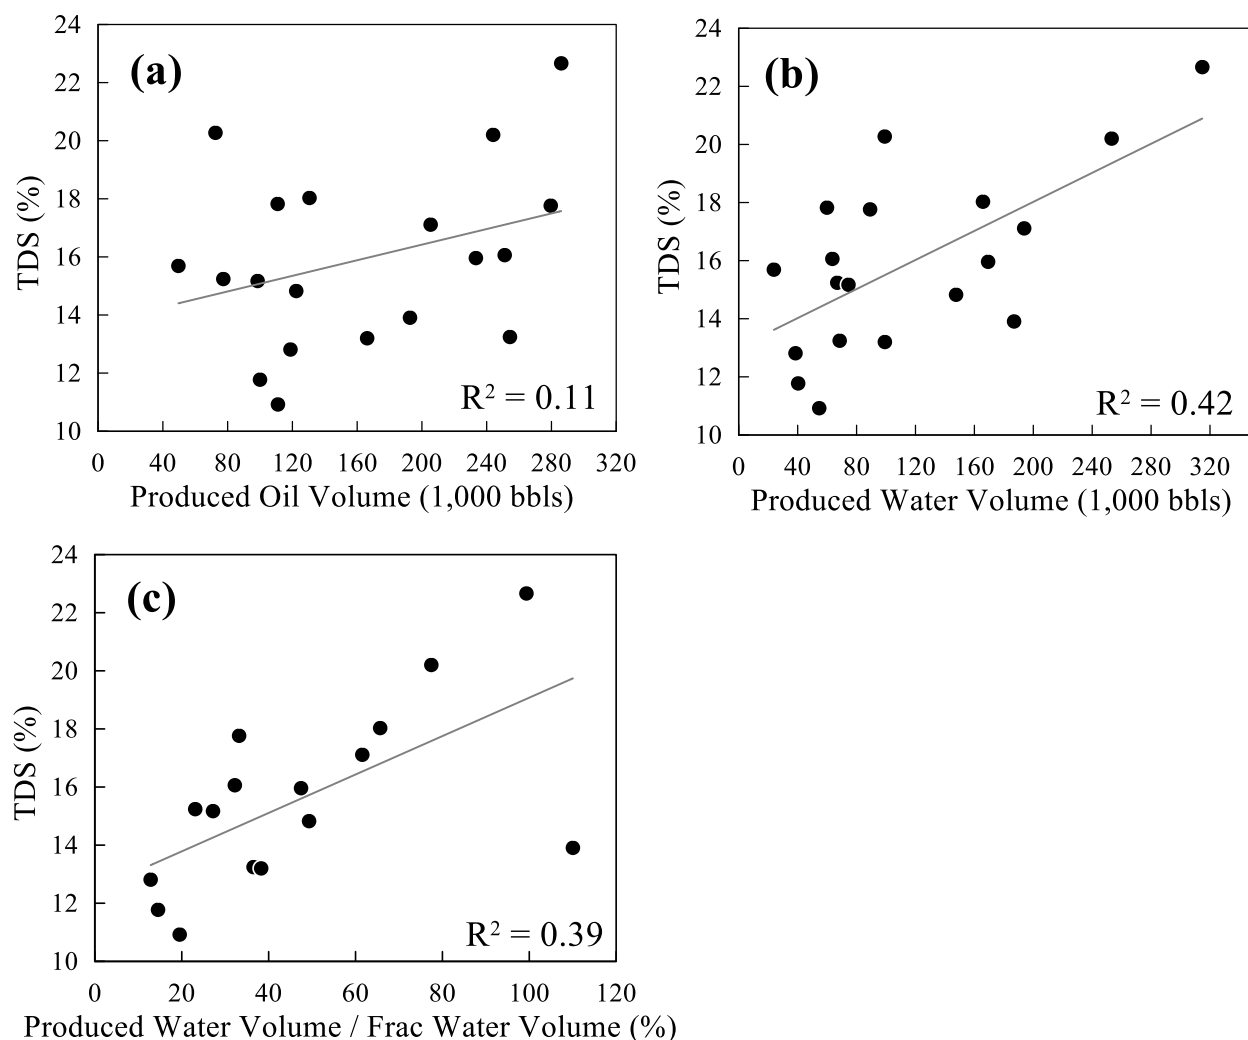 (a)
24
22
20
18
16
14
12
10
TDS (%)
R² = 0.11
0 40 80 120 160 200 240 280 320
Produced Oil Volume (1,000 bbls)
(b)
24
22
20
18
16
14
12
10
TDS (%)
R² = 0.42
0 40 80 120 160 200 240 280 320
Produced Water Volume (1,000 bbls)
(c)
24
22
20
18
16
14
12
10
TDS (%)
R² = 0.39
0 20 40 60 80 100 120
Produced Water Volume / Frac Water Volume (%)